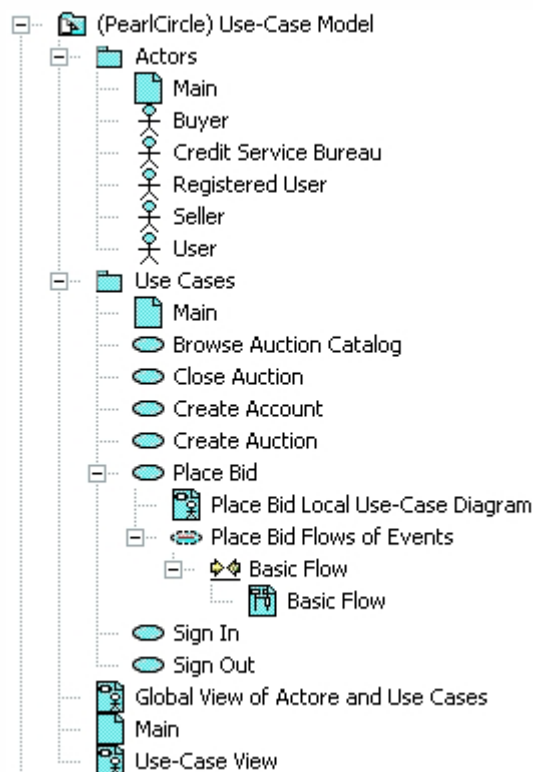 (PearlCircle) Use-Case Model
Actors
Main
Buyer
Credit Service Bureau
Registered User
Seller
User
Use Cases
Main
Browse Auction Catalog
Close Auction
Create Account
Create Auction
Place Bid
Place Bid Local Use-Case Diagram
Place Bid Flows of Events
Basic Flow
Basic Flow
Sign In
Sign Out
Global View of Actore and Use Cases
Main
Use-Case View